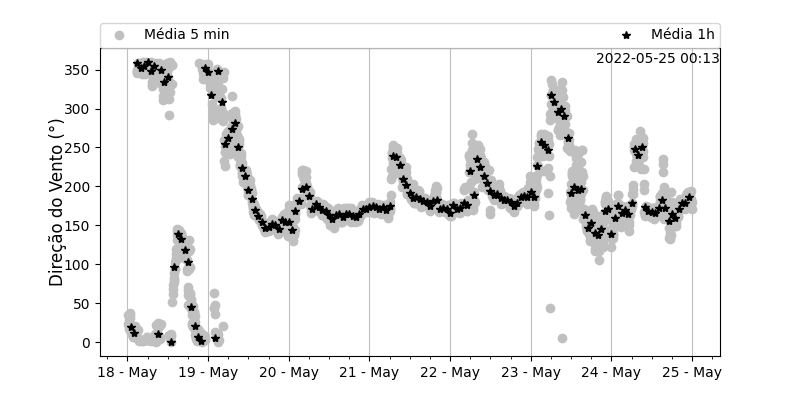 Média 5 min
Média 1h
2022-05-25 00:13
Direção do Vento (°)
350
300
250
200
150
100
50
0
18 - May
19 - May
20 - May
21 - May
22 - May
23 - May
24 - May
25 - May